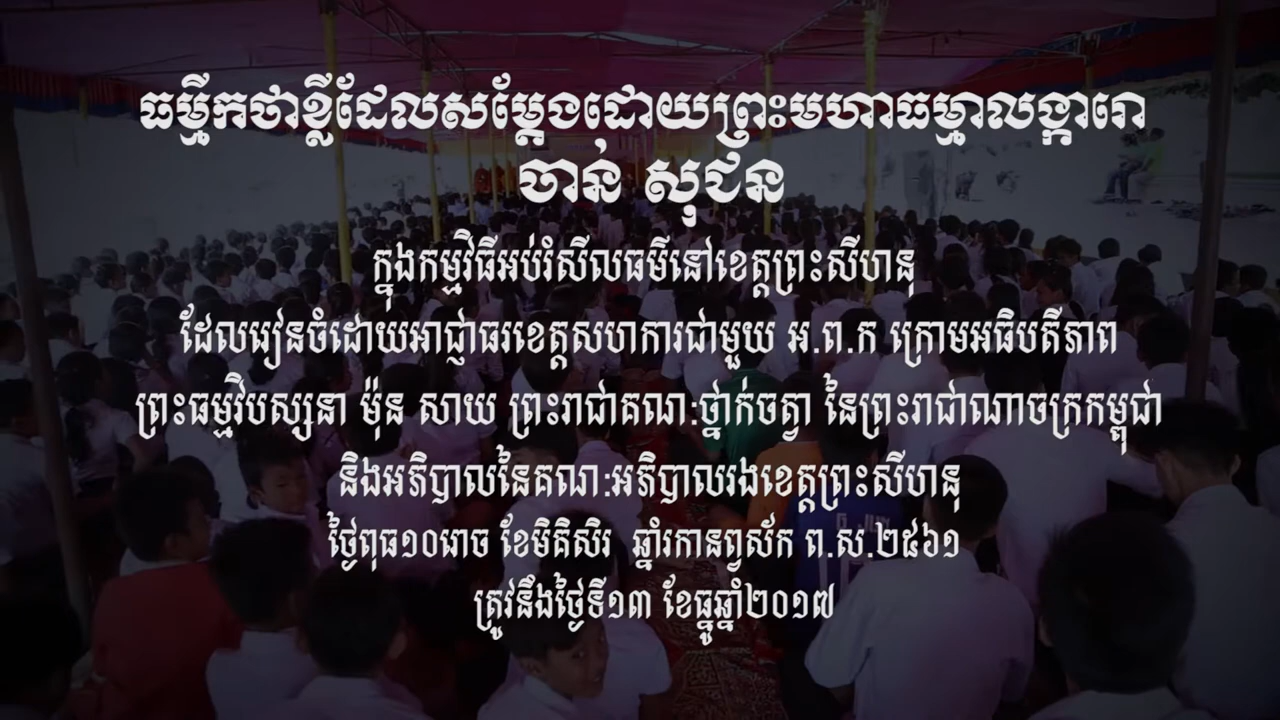 ធម្មីកថាខ្លីដែលសម្ដែងដោយព្រះមហាធម្មាលង្ការោ
ចាន់ សុជន
ក្នុងកម្មវិធីអប់រំសីលធម៌នៅខេត្តព្រះសីហនុ
ដែលរៀនចំដោយអាជ្ញាធរខេត្តសហការជាមួយ អ.ព.ក ក្រោមអធិបតីភាព
ព្រះធម្មវិបស្សនា ម៉ុន សាយ ព្រះរាជាគណៈថ្នាក់ចត្វា នៃព្រះរាជាណាចក្រកម្ពុជា
និងអភិបាលនៃគណៈអភិបាលរងខេត្តព្រះសីហនុ
ថ្ងៃពុធ១០រោច ខែមិគិសិរ ឆ្នាំរកានព្វស័ក ព.ស.២៥៦១
ត្រូវនឹងថ្ងៃទី១៣ ខែធ្នូឆ្នាំ២០១៧